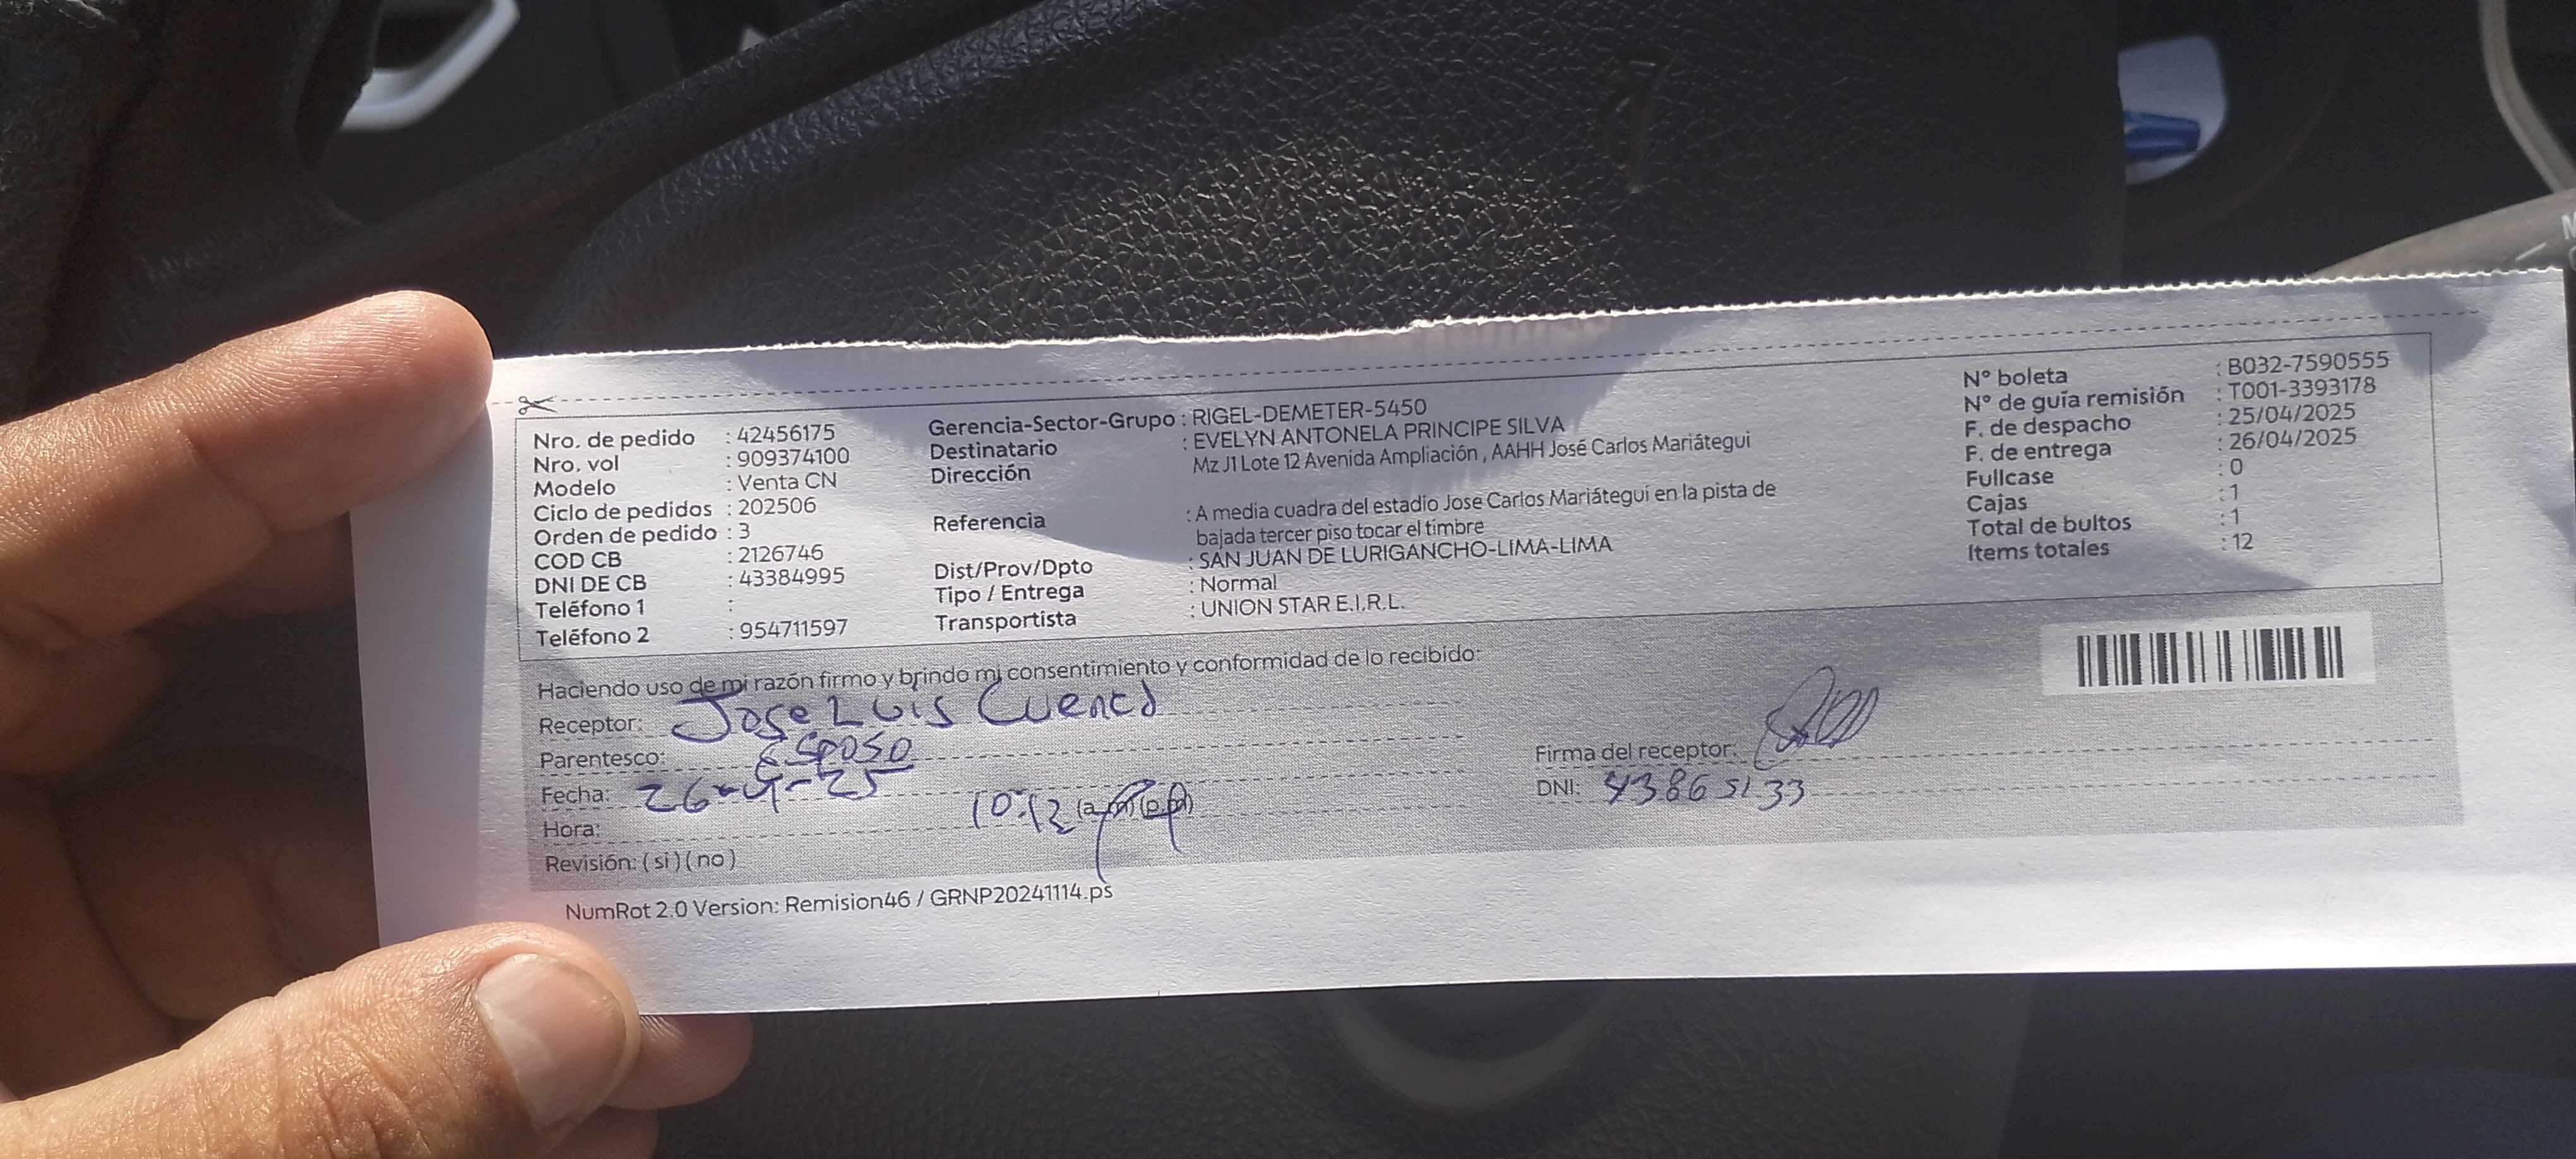 Nro. de pedido : 42456175
Nro. vol : 909374100
Modelo : Venta CN
Ciclo de pedidos : 202506
Orden de pedido : 3
COD CB : 2126746
DNI DE CB : 43384995
Teléfono 1 :
Teléfono 2 : 954711597
Gerencia-Sector-Grupo : RIGEL-DEMETER-5450
Destinatario : EVELYN ANTONELA PRINCIPE SILVA
Dirección Mz J1 Lote 12 Avenida Ampliación , AAHH José Carlos Mariátegui
Referencia : A media cuadra del estadio Jose Carlos Mariátegui en la pista de
bajada tercer piso tocar el timbre
Dist/Prov/Dpto : SAN JUAN DE LURIGANCHO-LIMA-LIMA
Tipo / Entrega : Normal
Transportista : UNION STAR E.I.R.L.
N° boleta : B032-7590555
N° de guía remisión : T001-3393178
F. de despacho : 25/04/2025
F. de entrega : 26/04/2025
Fullcase : 0
Cajas : 1
Total de bultos : 1
Items totales : 12
Haciendo uso de mi razón firmo y brindo mi consentimiento y conformidad de lo recibido:
Receptor: Jose Luis Cuenca
Parentesco: Esposo
Fecha: 26-4-25
Hora: 10:12 (a.m) (p.m)
Revisión: ( si ) ( no )
Firma del receptor:
DNI: 43865133
NumRot 2.0 Version: Remision46 / GRNP20241114.ps